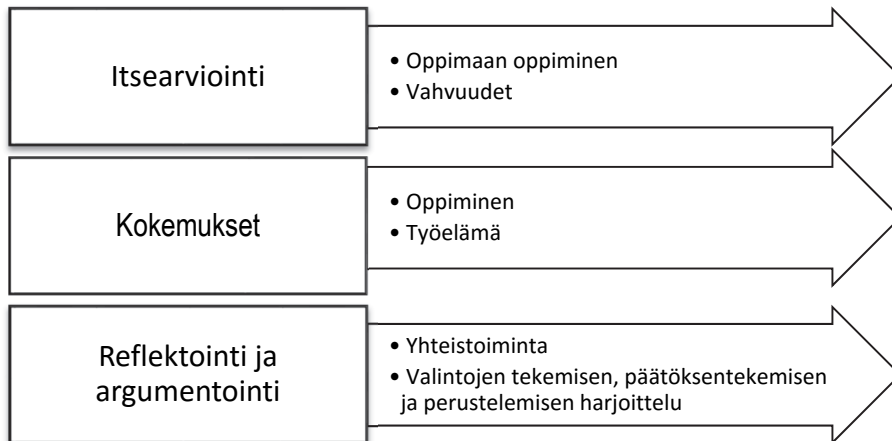 Itsearviointi
• Oppimaan oppiminen
• Vahvuudet
Kokemukset
• Oppiminen
• Työelämä
Reflektointi ja
argumentointi
• Yhteistoiminta
• Valintojen tekemisen, päätöksentekemisen
ja perustelemisen harjoittelu